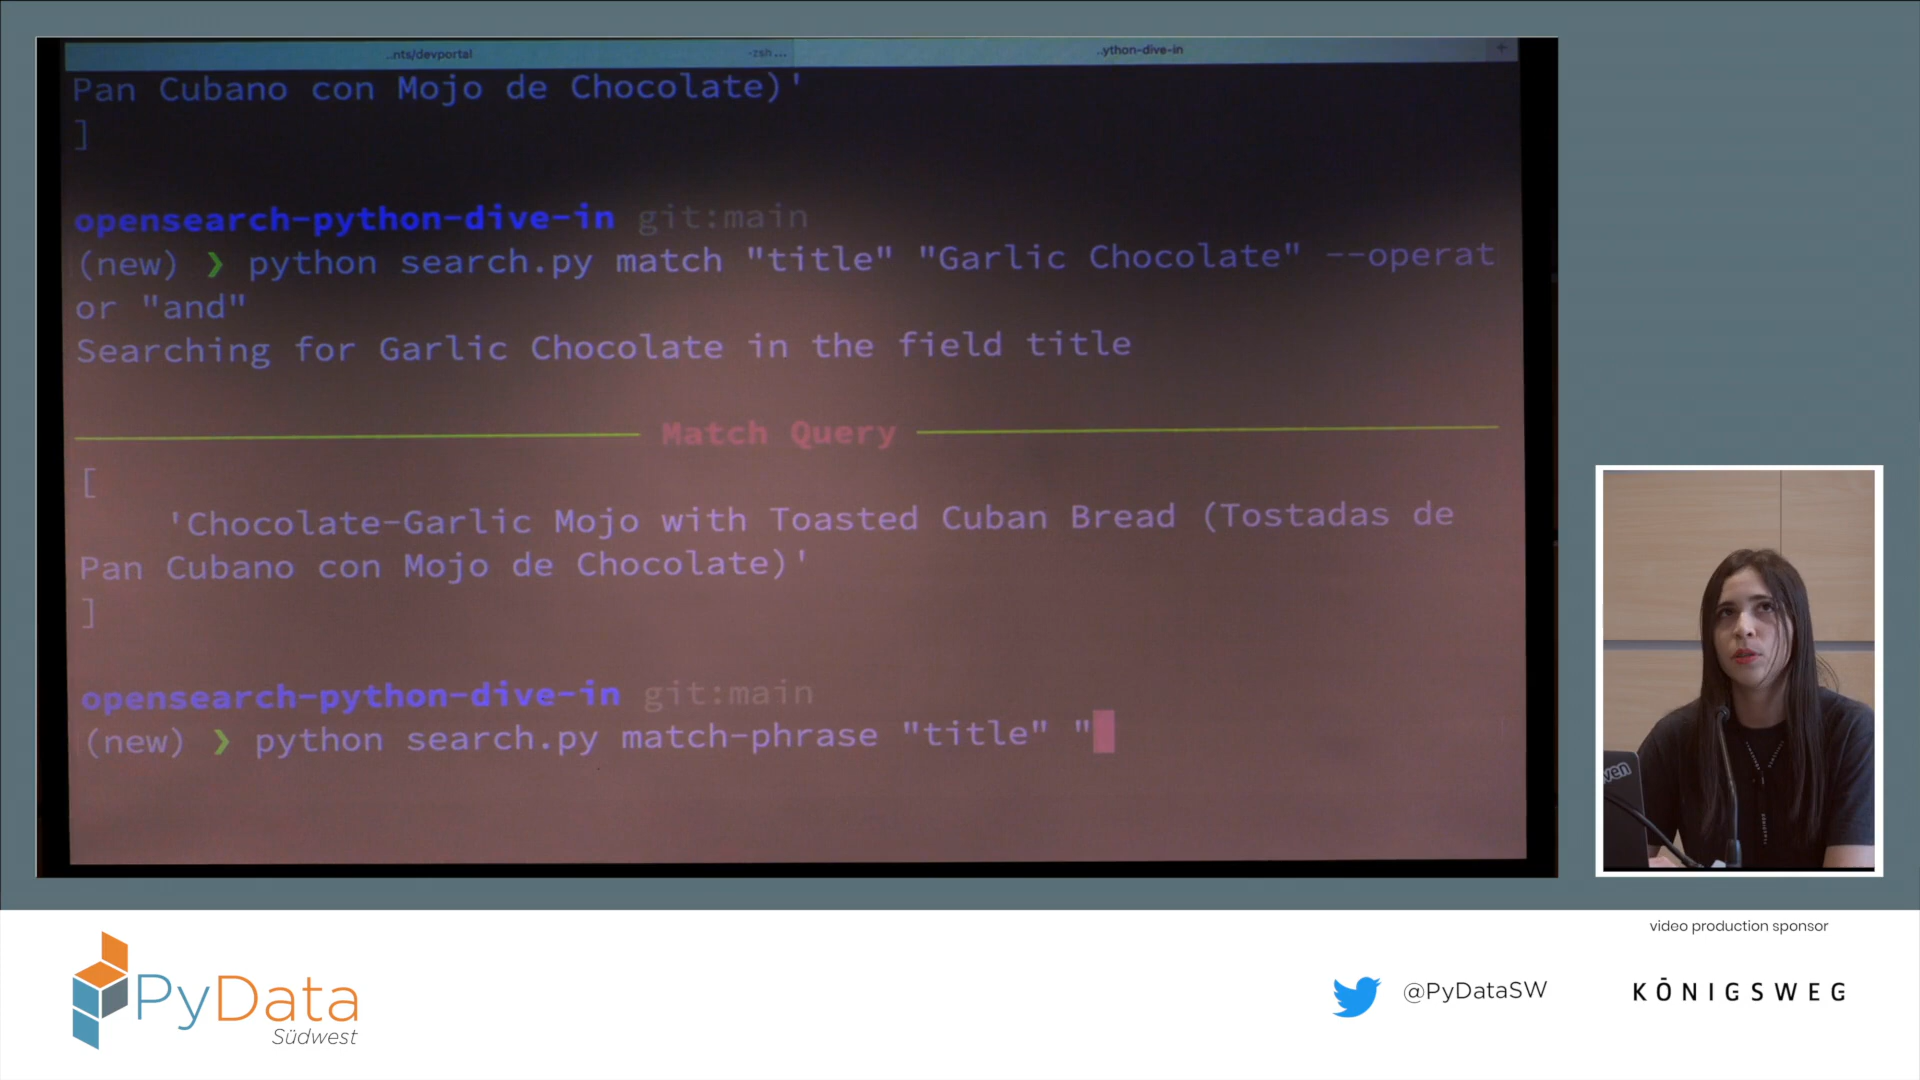 ..nts/devportal
-zsh...
..ython-dive-in
+
Pan Cubano con Mojo de Chocolate)'
]
opensearch-python-dive-in git:main
(new) ❯ python search.py match "title" "Garlic Chocolate" --operat
or "and"
Searching for Garlic Chocolate in the field title
Match Query
[
'Chocolate-Garlic Mojo with Toasted Cuban Bread (Tostadas de
Pan Cubano con Mojo de Chocolate)'
]
opensearch-python-dive-in git:main
(new) ❯ python search.py match-phrase "title" "
ven
PyData
Südwest
@PyDataSW
video production sponsor
KÖNIGSWEG